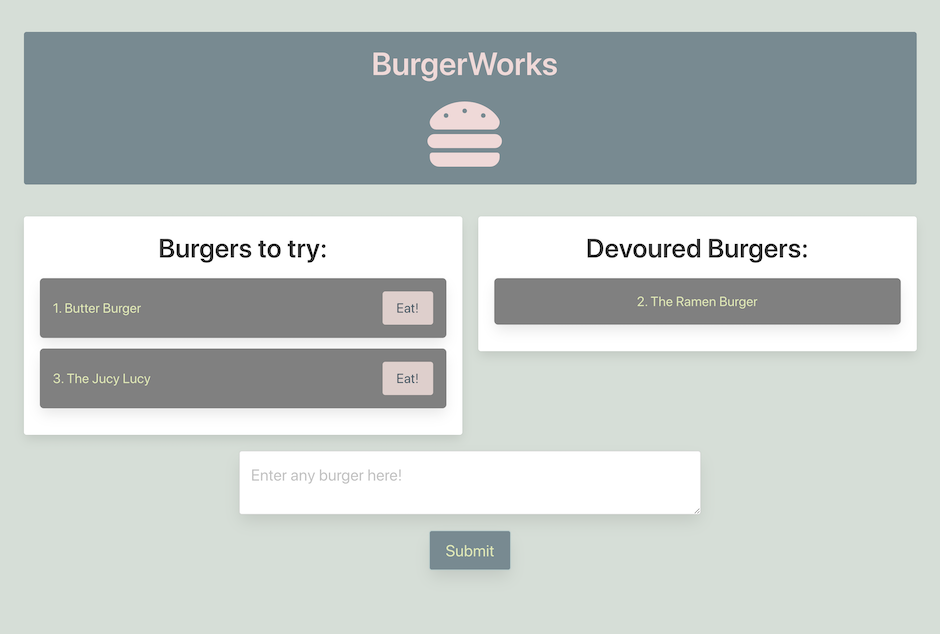 BurgerWorks
Burgers to try:
1. Butter Burger
Eat!
3. The Jucy Lucy
Eat!
Devoured Burgers:
2. The Ramen Burger
Enter any burger here!
Submit